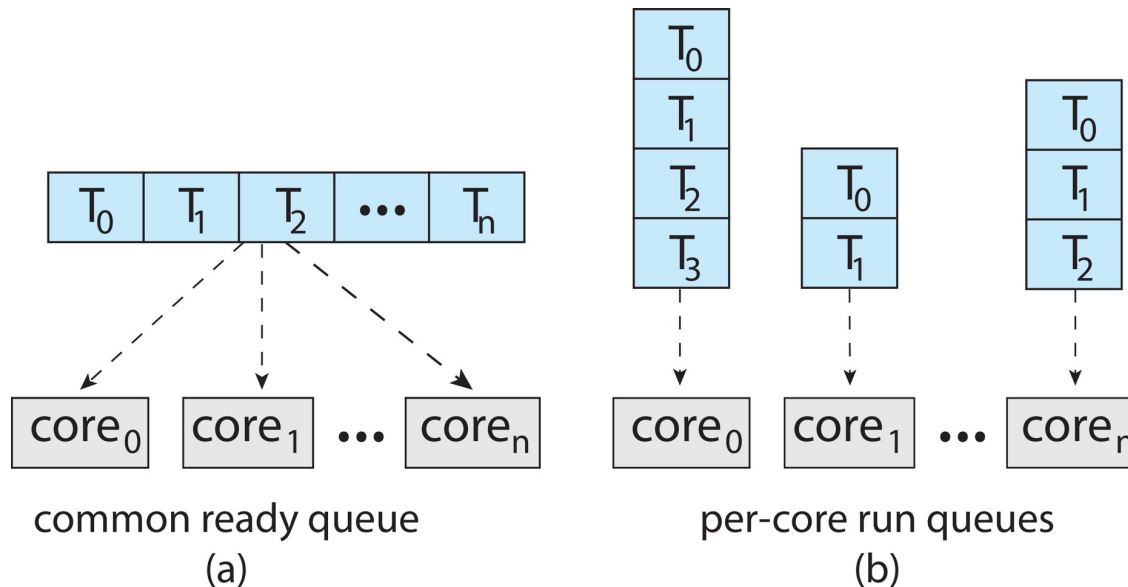 T0 T1 T2 ••• Tn
core0 core1 ••• coren
common ready queue
(a)
T0
T1
T2
T3
T0
T1
T0
T1
T2
core0 core1 ••• coren
per-core run queues
(b)